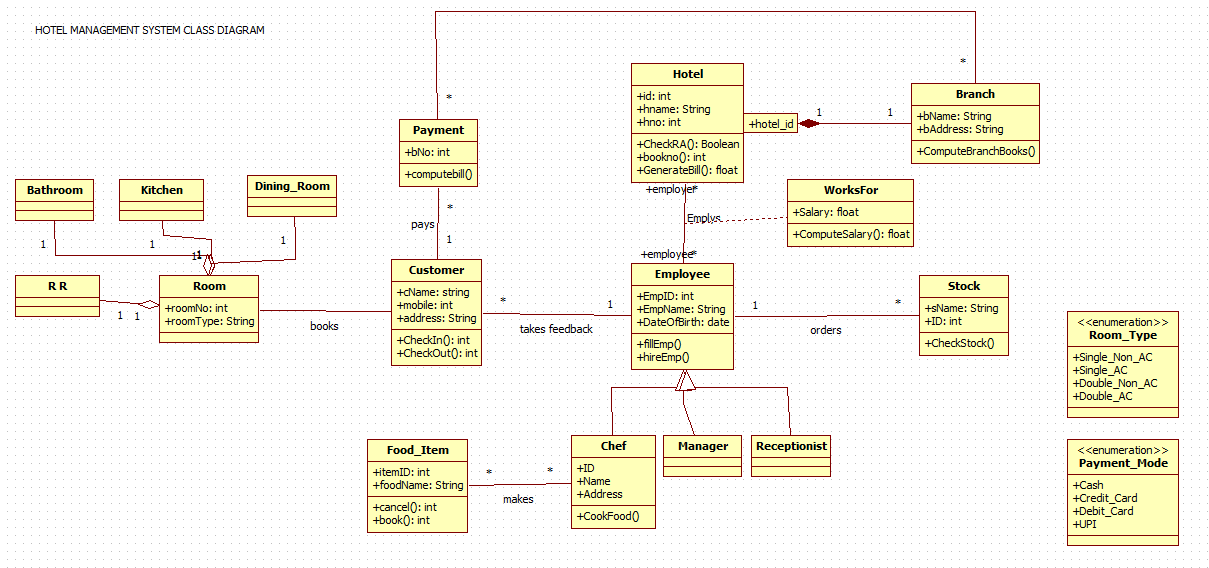 HOTEL MANAGEMENT SYSTEM CLASS DIAGRAM
*
*
Hotel
+id: int
+hname: String
+hno: int
+CheckRA(): Boolean
+bookno(): int
+GenerateBill(): float
+hotel_id
1
1
Branch
+bName: String
+bAddress: String
+ComputeBranchBooks()
Payment
+bNo: int
+computebill()
*
pays
1
Bathroom
Kitchen
Dining_Room
1
1
1
1
1
R R
1
1
Room
+roomNo: int
+roomType: String
books
Customer
+cName: string
+mobile: int
+address: String
+CheckIn(): int
+CheckOut(): int
*
1
takes feedback
+employer
*
Emplys
+employee
*
WorksFor
+Salary: float
+ComputeSalary(): float
Employee
+EmpID: int
+EmpName: String
+DateOfBirth: date
+fillEmp()
+hireEmp()
1
*
orders
Stock
+sName: String
+ID: int
+CheckStock()
<<enumeration>>
Room_Type
+Single_Non_AC
+Single_AC
+Double_Non_AC
+Double_AC
Food_Item
+itemID: int
+foodName: String
+cancel(): int
+book(): int
*
*
makes
Chef
+ID
+Name
+Address
+CookFood()
Manager
Receptionist
<<enumeration>>
Payment_Mode
+Cash
+Credit_Card
+Debit_Card
+UPI